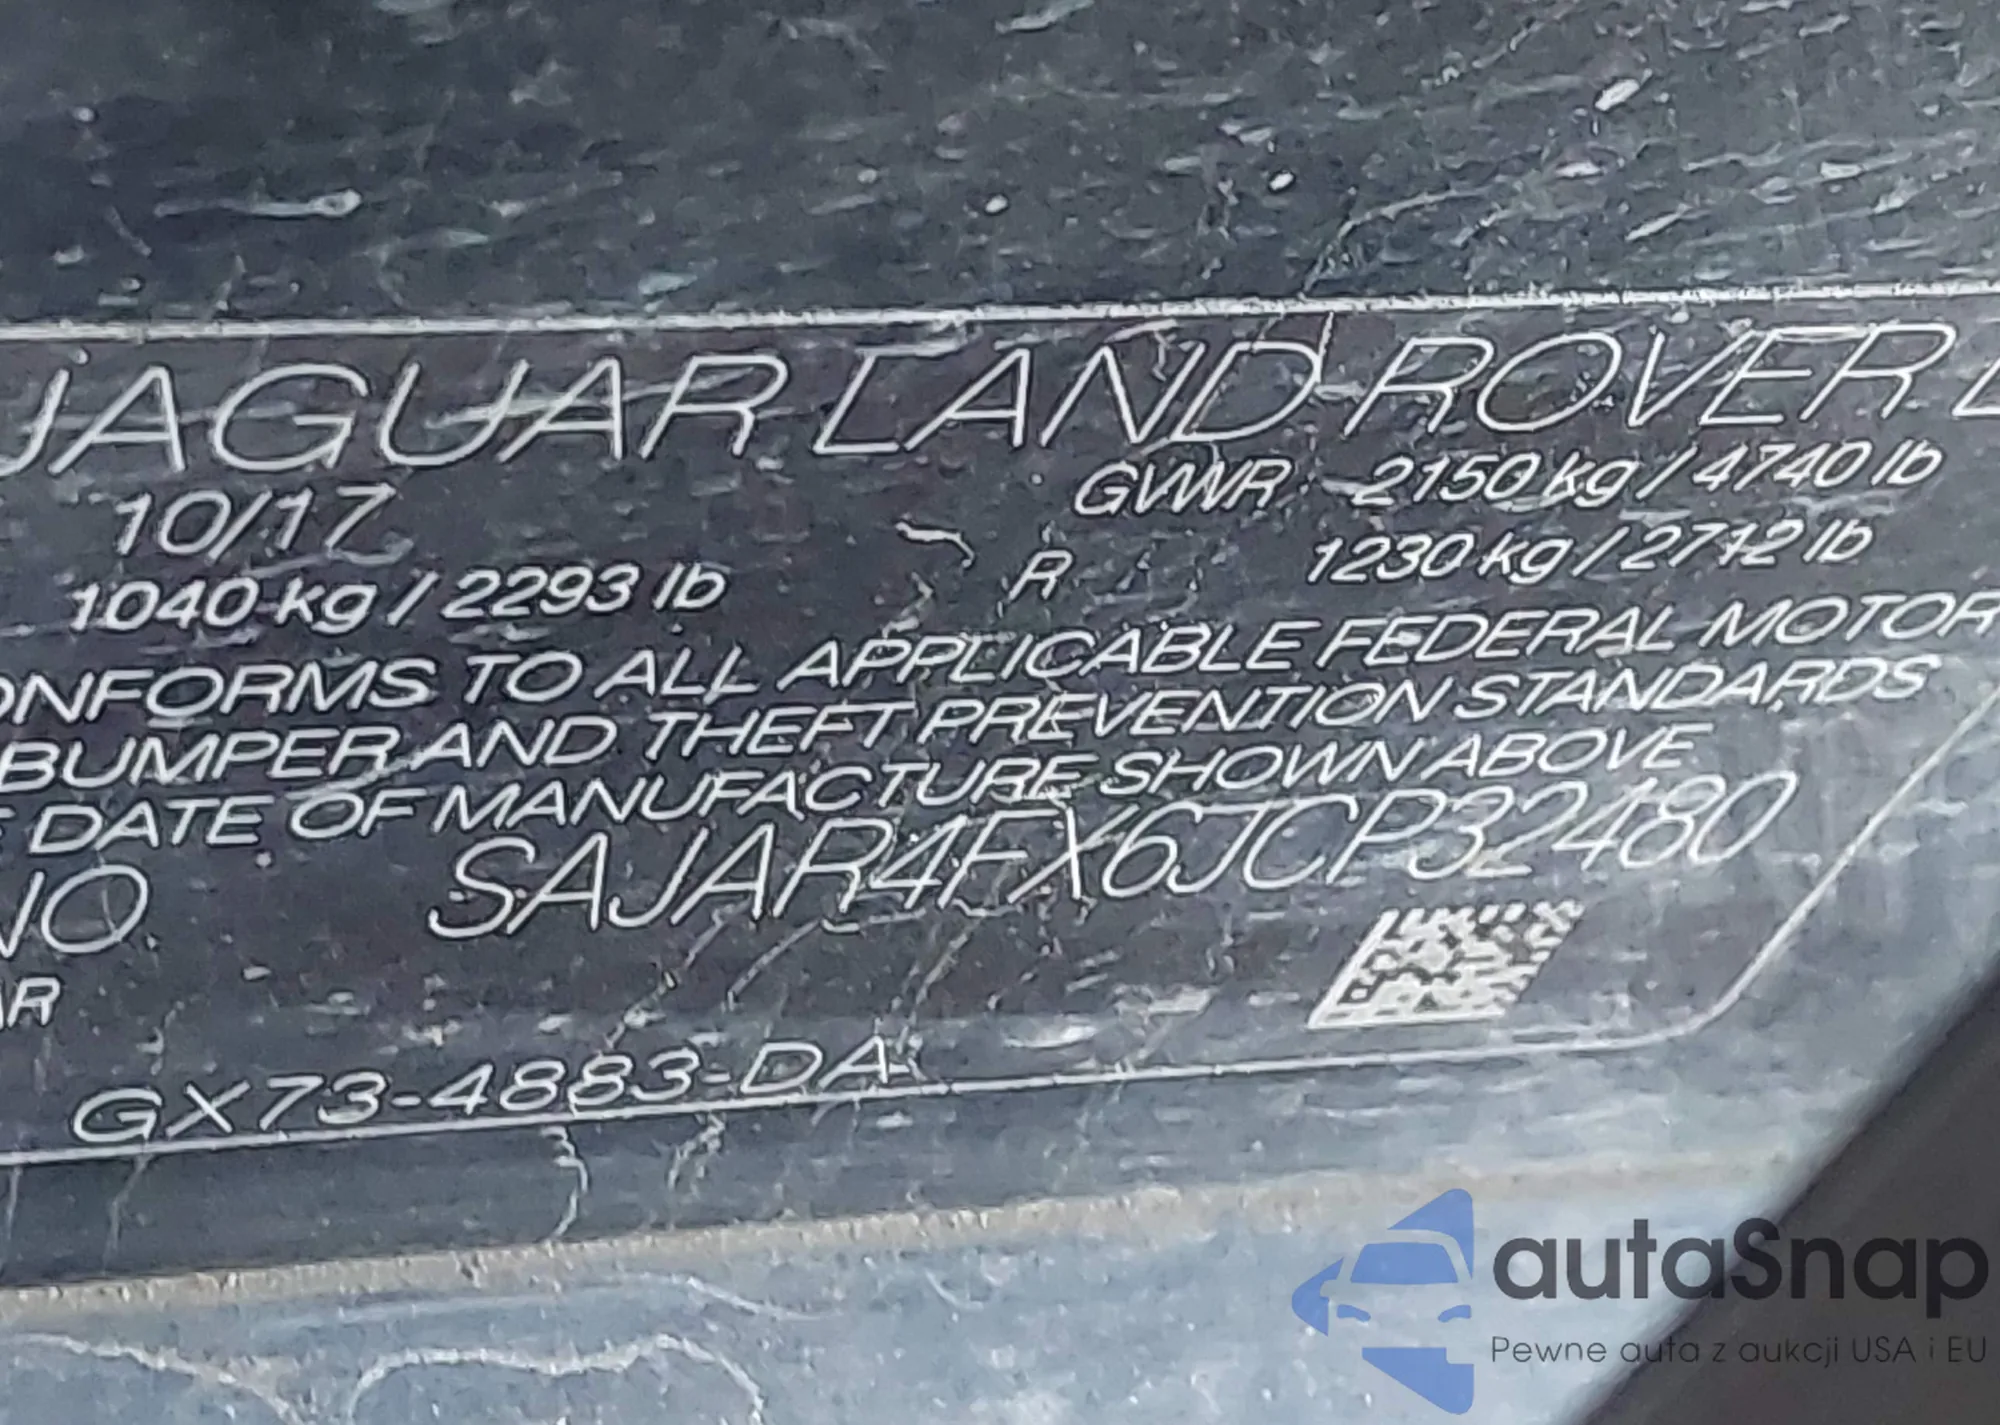 JAGUAR LAND ROVER L
10/17 GVWR 2150 kg / 4740 lb
1040 kg / 2293 lb R 1230 kg / 2712 lb
ONFORMS TO ALL APPLICABLE FEDERAL MOTOR
BUMPER AND THEFT PREVENTION STANDARDS
E DATE OF MANUFACTURE SHOWN ABOVE
NO SAJAR4FX6JCP32480
AR
GX73-4883-DA
autaSnap
Pewne auta z aukcji USA i EU